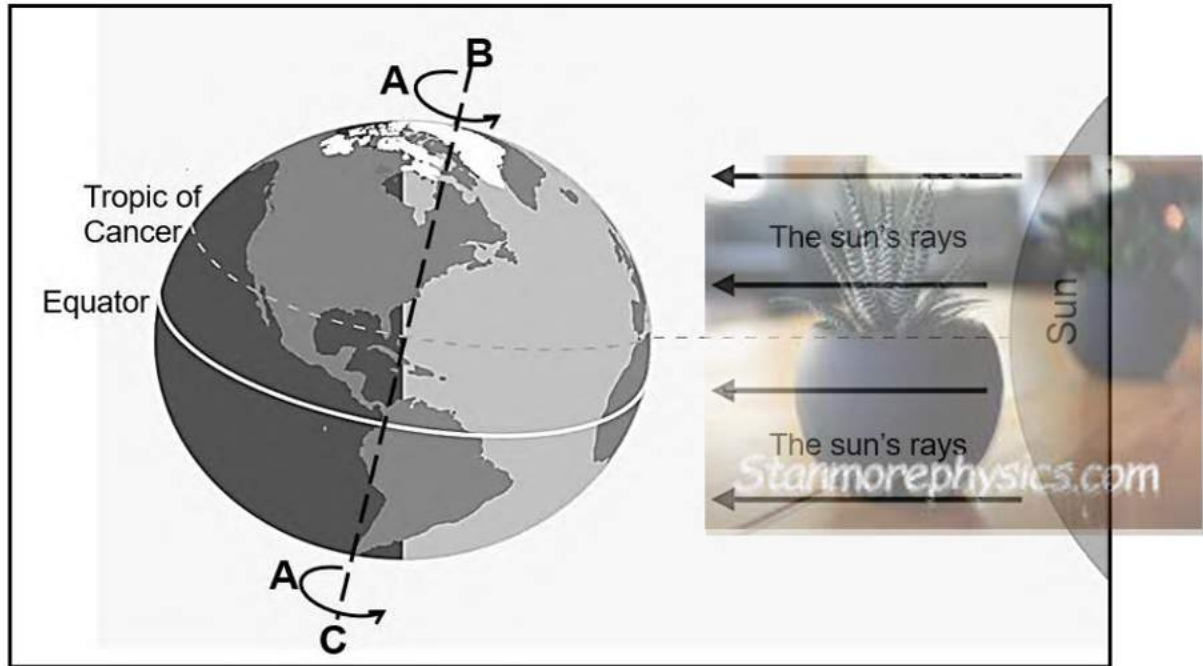 B
A
Tropic of
Cancer
The sun's rays
Equator
Sun
The sun's rays
Stanmorephysics.com
A
C